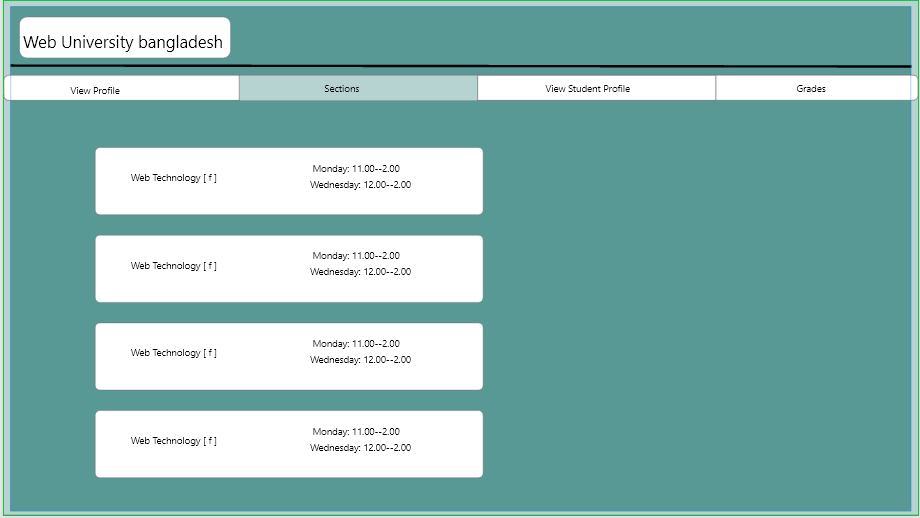 Web University bangladesh
View Profile
Sections
View Student Profile
Grades
Web Technology [ f ]
Monday: 11.00--2.00
Wednesday: 12.00--2.00
Web Technology [ f ]
Monday: 11.00--2.00
Wednesday: 12.00--2.00
Web Technology [ f ]
Monday: 11.00--2.00
Wednesday: 12.00--2.00
Web Technology [ f ]
Monday: 11.00--2.00
Wednesday: 12.00--2.00